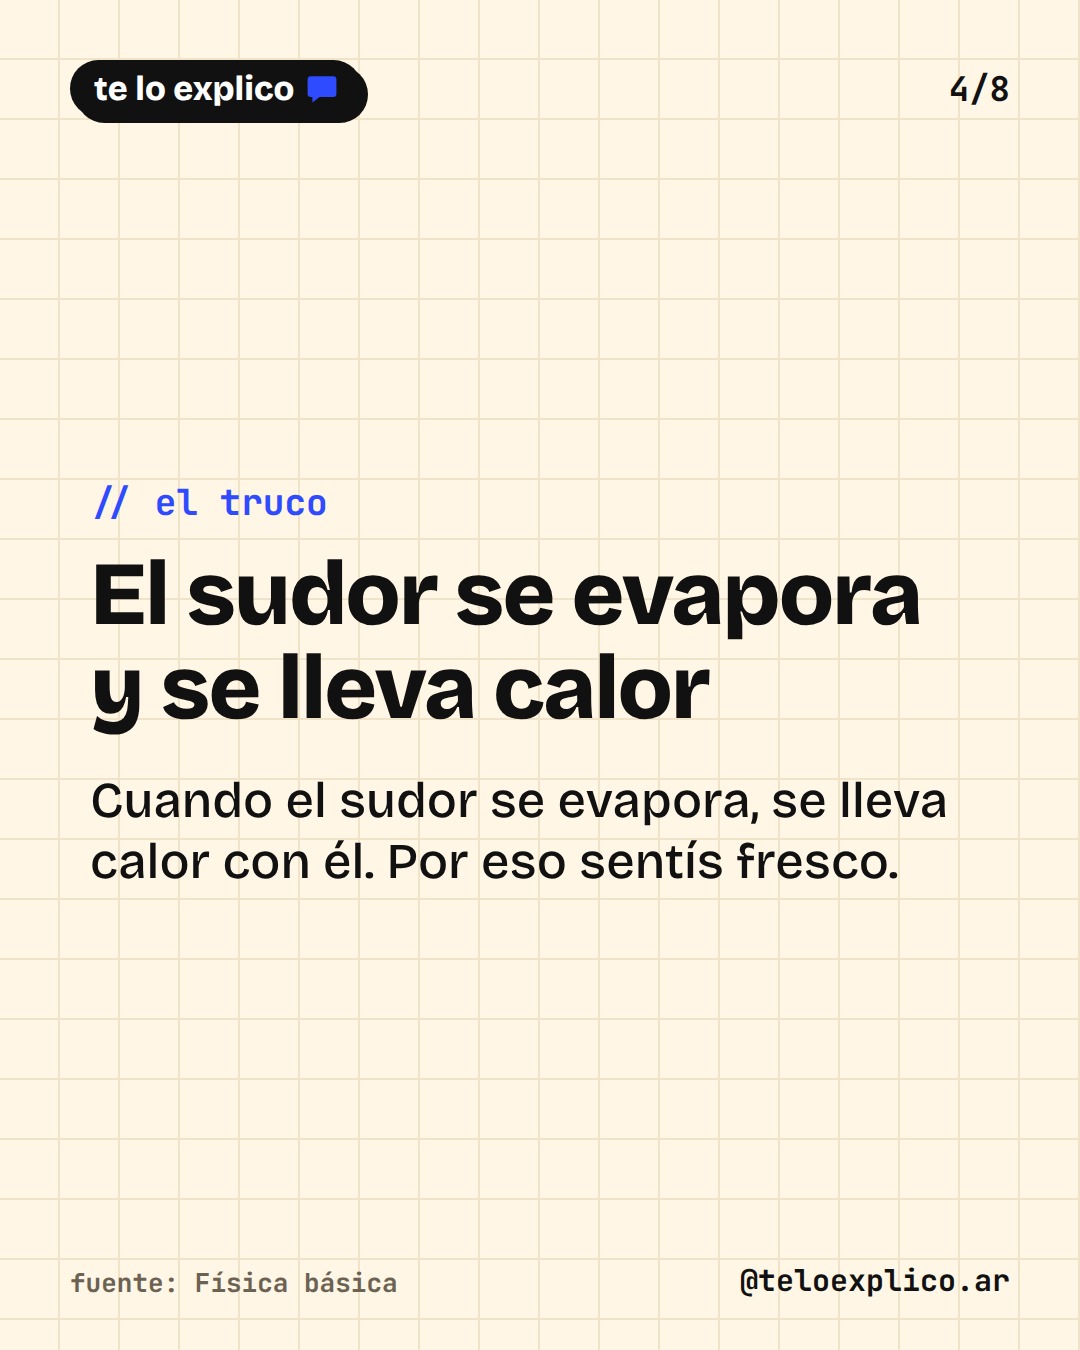 te lo explico
4/8
// el truco
El sudor se evapora
y se lleva calor
Cuando el sudor se evapora, se lleva
calor con él. Por eso sentís fresco.
fuente: Física básica
@teloexplico.ar